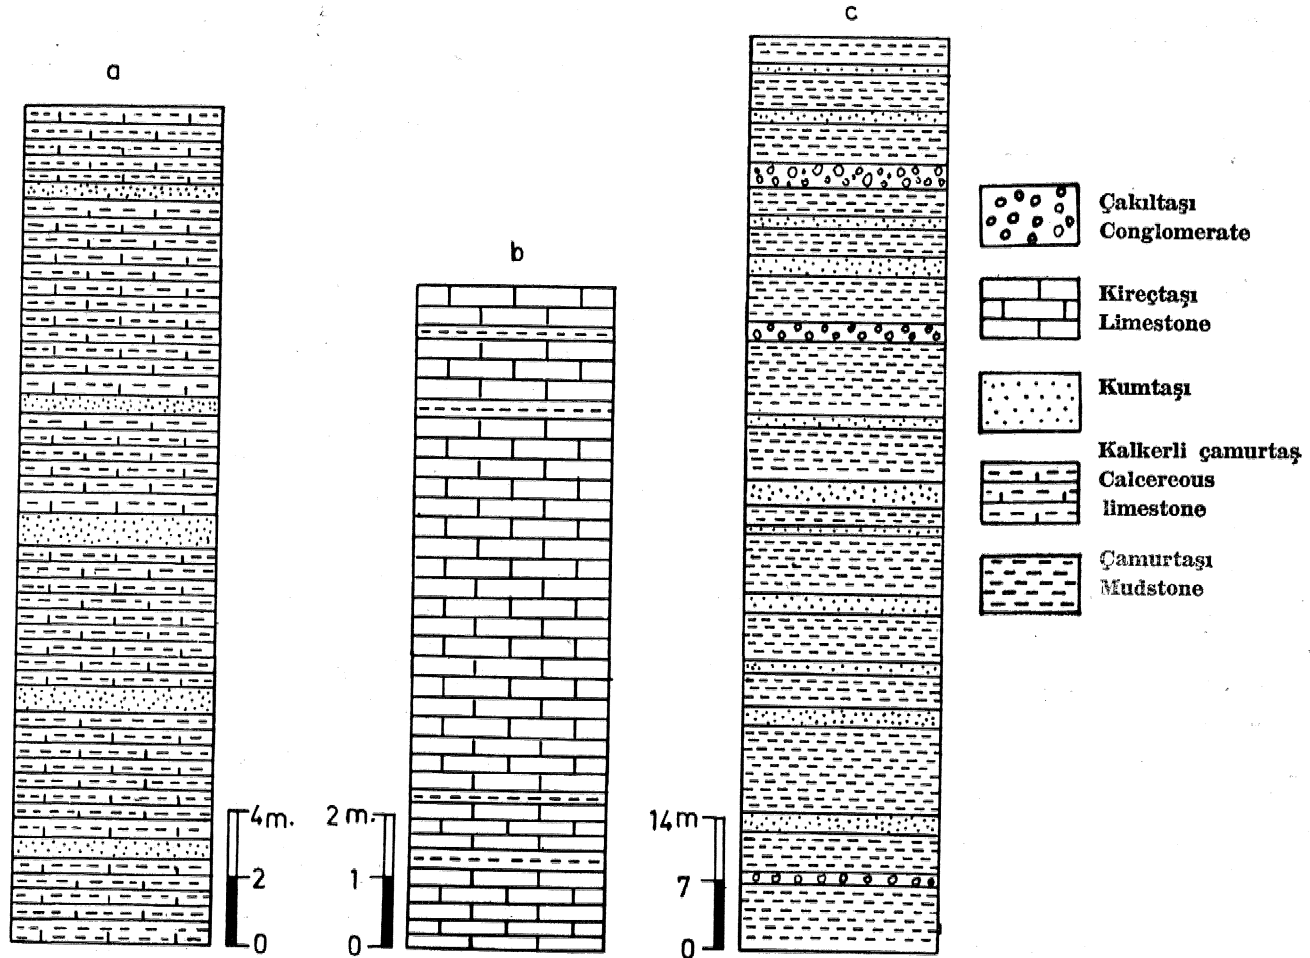 a
b
c
4m.
2
0
2 m.
1
0
14m
7
0
Çakıltaşı
Conglomerate
Kireçtaşı
Limestone
Kumtaşı
Kalkerli çamurtaş
Calcereous
limestone
Çamurtaşı
Mudstone